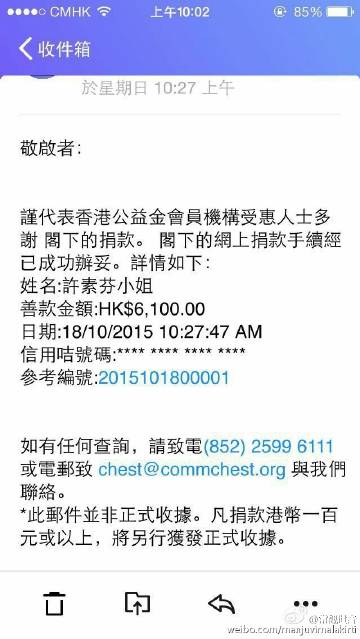 CMHK 上午10:02 85%
收件箱
於星期日 10:27 上午
敬啟者:
謹代表香港公益金會員機構受惠人士多
謝 閣下的捐款。 閣下的網上捐款手續經
已成功辦妥。詳情如下:
姓名:許素芬小姐
善款金額:HK$6,100.00
日期:18/10/2015 10:27:47 AM
信用咭號碼:**** **** **** ****
參考編號:2015101800001
如有任何查詢，請致電(852) 2599 6111
或電郵致 chest@commchest.org 與我們
聯絡。
*此郵件並非正式收據。凡捐款港幣一百
元或以上，將另行獲發正式收據。
weibo.com/manjuvimalakirti